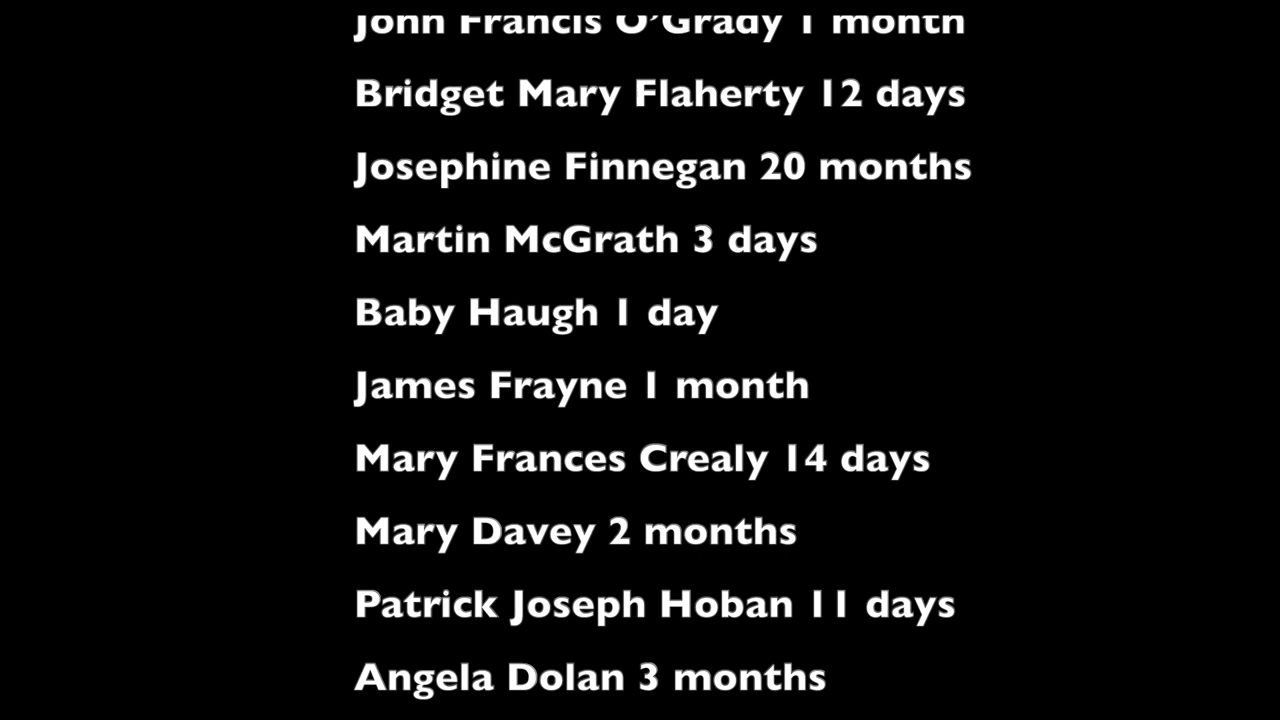 John Francis O’Grady 1 month
Bridget Mary Flaherty 12 days
Josephine Finnegan 20 months
Martin McGrath 3 days
Baby Haugh 1 day
James Frayne 1 month
Mary Frances Crealy 14 days
Mary Davey 2 months
Patrick Joseph Hoban 11 days
Angela Dolan 3 months